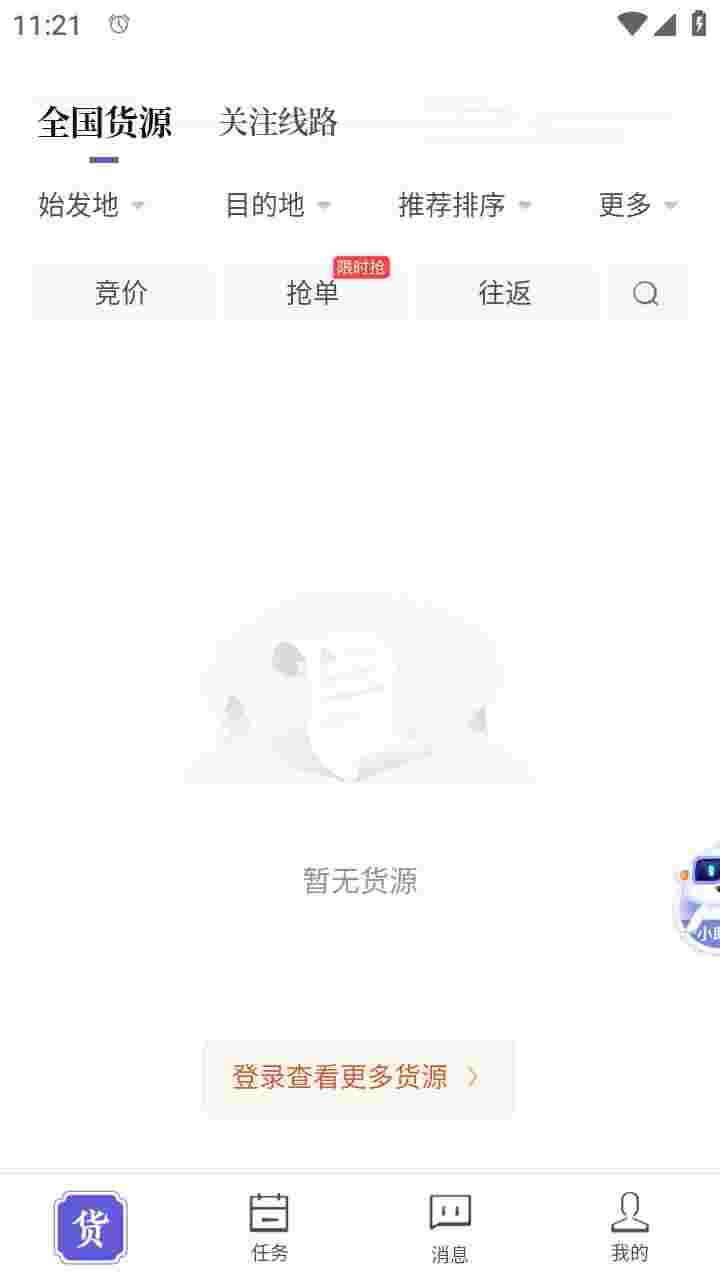 11:21
全国货源 关注线路
始发地 目的地 推荐排序 更多
限时抢
竞价 抢单 往返
暂无货源
登录查看更多货源
货
任务 消息 我的